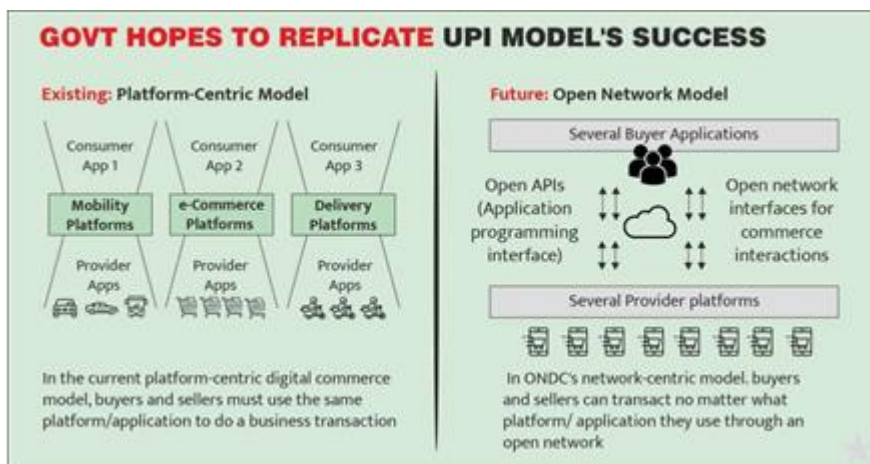 GOVT HOPES TO REPLICATE UPI MODEL'S SUCCESS
Existing: Platform-Centric Model
Consumer App 1
Consumer App 2
Consumer App 3
Mobility Platforms
e-Commerce Platforms
Delivery Platforms
Provider Apps
Provider Apps
Provider Apps
In the current platform-centric digital commerce
model, buyers and sellers must use the same
platform/application to do a business transaction
Future: Open Network Model
Several Buyer Applications
Open APIs
(Application
programming
interface)
Open network
interfaces for
commerce
interactions
Several Provider platforms
In ONDC's network-centric model. buyers
and sellers can transact no matter what
platform/ application they use through an
open network